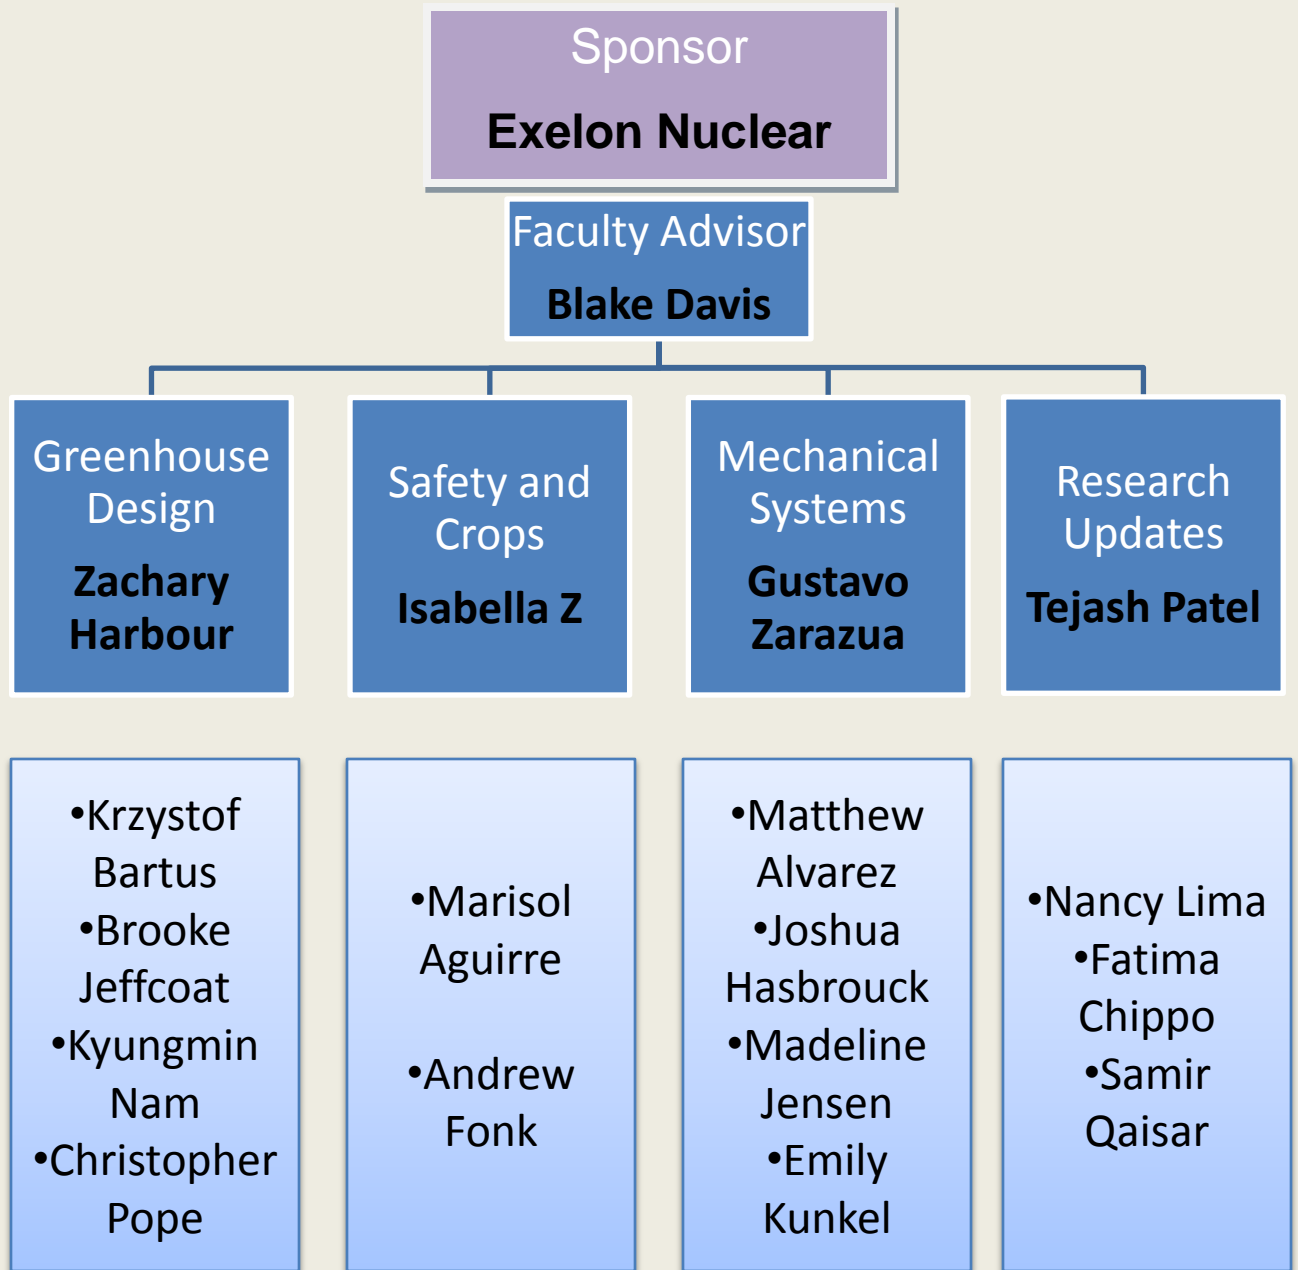 Sponsor
Exelon Nuclear
Faculty Advisor
Blake Davis
Greenhouse
Design
Zachary
Harbour
Safety and
Crops
Isabella Z
Mechanical
Systems
Gustavo
Zarazua
Research
Updates
Tejash Patel
•Krzystof
Bartus
•Brooke
Jeffcoat
•Kyungmin
Nam
•Christopher
Pope
•Marisol
Aguirre
•Andrew
Fonk
•Matthew
Alvarez
•Joshua
Hasbrouck
•Madeline
Jensen
•Emily
Kunkel
•Nancy Lima
•Fatima
Chippo
•Samir
Qaisar